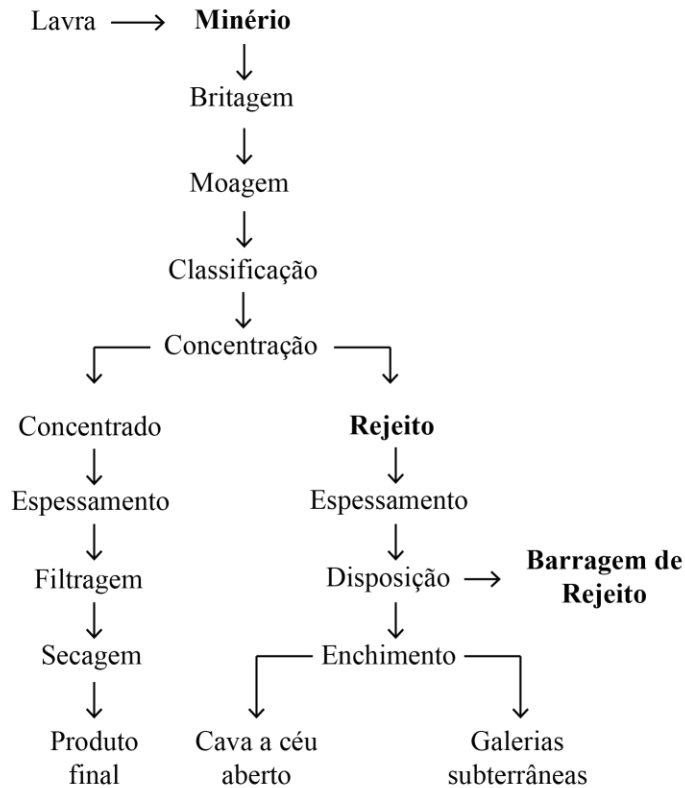 Lavra Minério
Britagem
Moagem
Classificação
Concentração
Concentrado Rejeito
Espessamento Espessamento
Filtragem Disposição Barragem de
Rejeito
Secagem Enchimento
Produto Cava a céu Galerias
final aberto subterrâneas